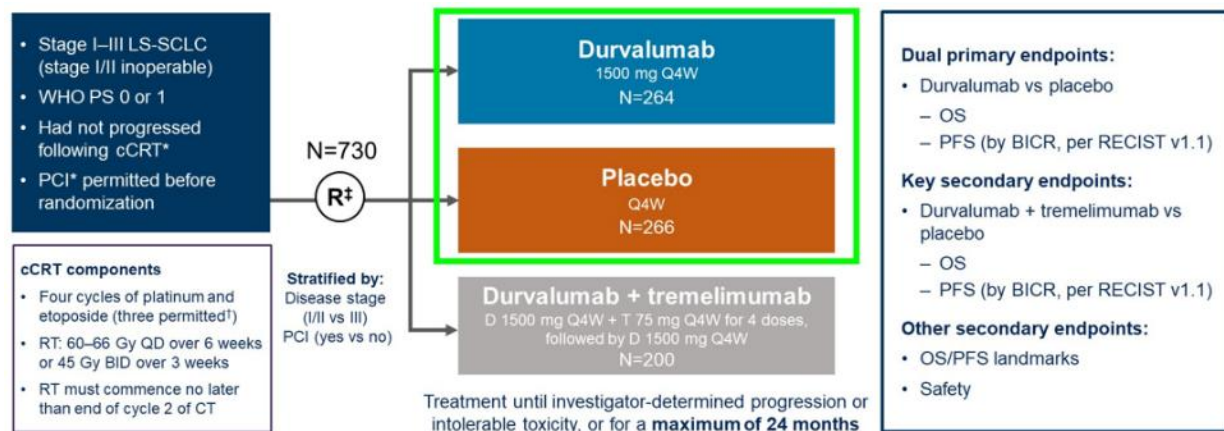 • Stage I–III LS-SCLC
(stage I/II inoperable)
• WHO PS 0 or 1
• Had not progressed
following cCRT*
• PCI* permitted before
randomization
cCRT components
• Four cycles of platinum and
etoposide (three permitted†)
• RT: 60–66 Gy QD over 6 weeks
or 45 Gy BID over 3 weeks
• RT must commence no later
than end of cycle 2 of CT
N=730
R‡
Stratified by:
Disease stage
(I/II vs III)
PCI (yes vs no)
Durvalumab
1500 mg Q4W
N=264
Placebo
Q4W
N=266
Durvalumab + tremelimumab
D 1500 mg Q4W + T 75 mg Q4W for 4 doses,
followed by D 1500 mg Q4W
N=200
Treatment until investigator-determined progression or
intolerable toxicity, or for a maximum of 24 months
Dual primary endpoints:
• Durvalumab vs placebo
– OS
– PFS (by BICR, per RECIST v1.1)
Key secondary endpoints:
• Durvalumab + tremelimumab vs
placebo
– OS
– PFS (by BICR, per RECIST v1.1)
Other secondary endpoints:
• OS/PFS landmarks
• Safety